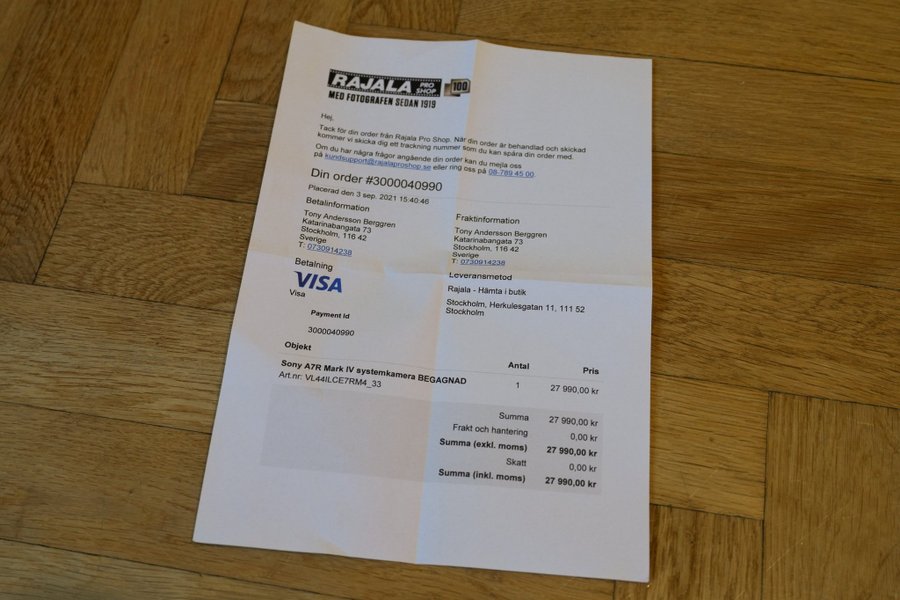 RAJALA PRO SHOP 100
MED FOTOGRAFEN SEDAN 1919
Hej,
Tack för din order från Rajala Pro Shop. När din order är behandlad och skickad
kommer vi skicka dig ett trackning nummer som du kan spåra din order med.
Om du har några frågor angående din order kan du mejla oss
på kundsupport@rajalaproshop.se eller ring oss på 08-789 45 00.
Din order #3000040990
Placerad den 3 sep. 2021 15:40:46
Betalinformation
Tony Andersson Berggren
Katarinabangata 73
Stockholm, 116 42
Sverige
T: 0730914238
Fraktinformation
Tony Andersson Berggren
Katarinabangata 73
Stockholm, 116 42
Sverige
T: 0730914238
Betalning
VISA
Visa
Payment Id
3000040990
Leveransmetod
Rajala - Hämta i butik
Stockholm, Herkulesgatan 11, 111 52
Stockholm
Objekt Antal Pris
Sony A7R Mark IV systemkamera BEGAGNAD 1 27 990,00 kr
Art.nr: VL44ILCE7RM4_33
Summa 27 990,00 kr
Frakt och hantering 0,00 kr
Summa (exkl. moms) 27 990,00 kr
Skatt 0,00 kr
Summa (inkl. moms) 27 990,00 kr